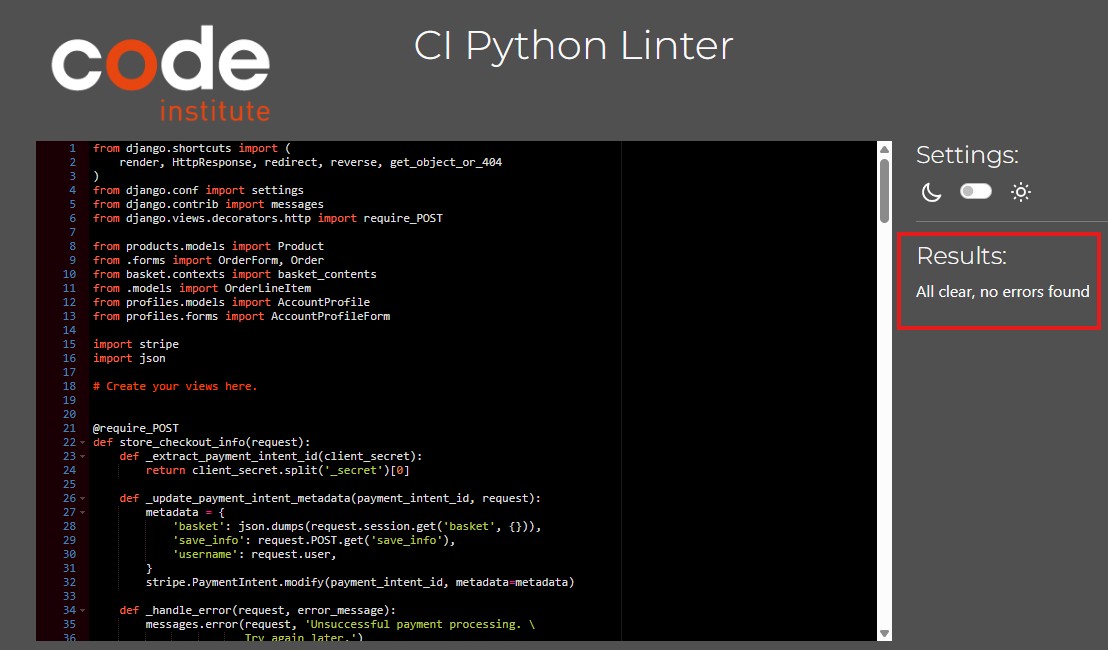 code
institute
CI Python Linter
1 from django.shortcuts import (
2     render, HttpResponse, redirect, reverse, get_object_or_404
3 )
4 from django.conf import settings
5 from django.contrib import messages
6 from django.views.decorators.http import require_POST
7
8 from products.models import Product
9 from .forms import OrderForm, Order
10 from basket.contexts import basket_contents
11 from .models import OrderLineItem
12 from profiles.models import AccountProfile
13 from profiles.forms import AccountProfileForm
14
15 import stripe
16 import json
17
18 # Create your views here.
19
20
21 @require_POST
22 def store_checkout_info(request):
23     def _extract_payment_intent_id(client_secret):
24         return client_secret.split('_secret')[0]
25
26     def _update_payment_intent_metadata(payment_intent_id, request):
27         metadata = {
28             'basket': json.dumps(request.session.get('basket', {})),
29             'save_info': request.POST.get('save_info'),
30             'username': request.user,
31         }
32         stripe.PaymentIntent.modify(payment_intent_id, metadata=metadata)
33
34     def _handle_error(request, error_message):
35         messages.error(request, 'Unsuccessful payment processing. \
36                        Try again later.')
Settings:
Results:
All clear, no errors found